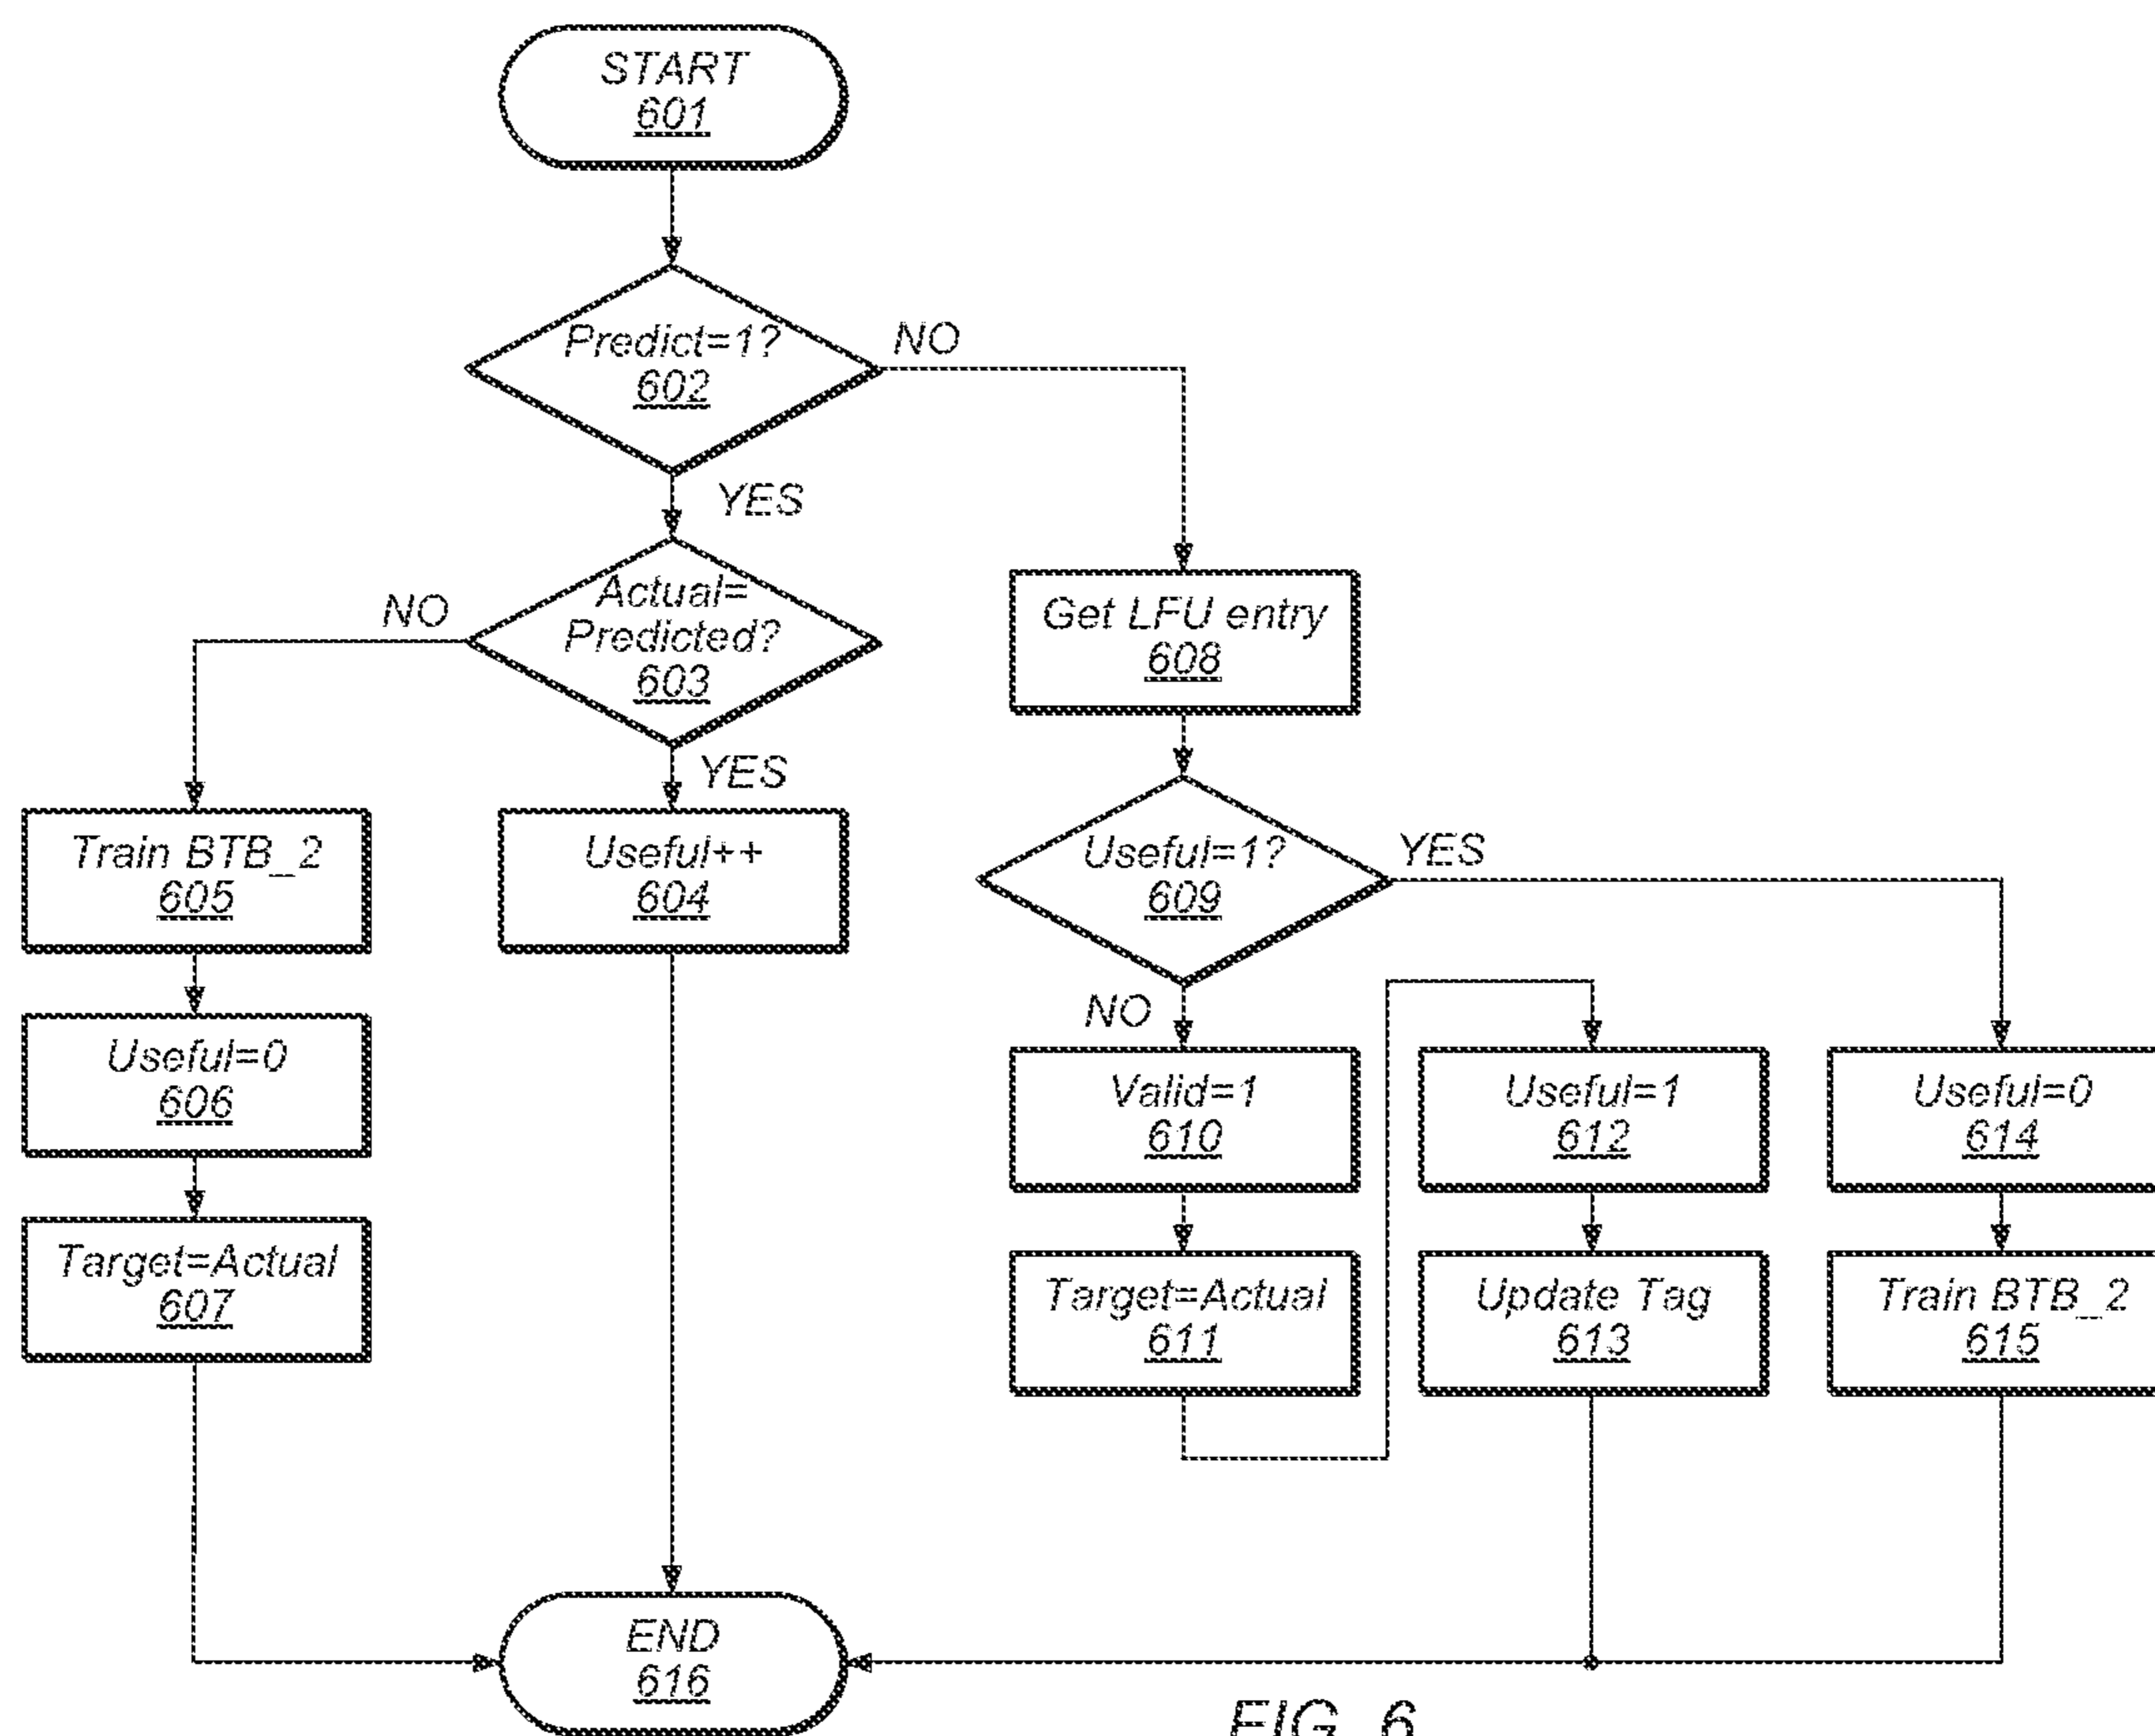 START
601
Predict=1?
602
NO
YES
Actual=
Predicted?
603
NO
YES
Get LFU entry
608
Train BTB_2
605
Useful++
604
Useful=1?
609
YES
NO
Useful=0
606
Valid=1
610
Useful=1
612
Useful=0
614
Target=Actual
607
Target=Actual
611
Update Tag
613
Train BTB_2
615
END
616
FIG. 6